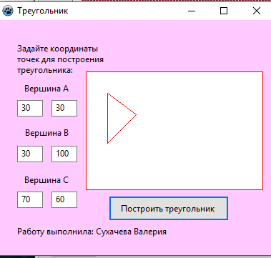 Треугольник
Задайте координаты
точек для построения
треугольника:
Вершина A
30 30
Вершина B
30 100
Вершина C
70 60
Построить треугольник
Работу выполнила: Сухачева Валерия